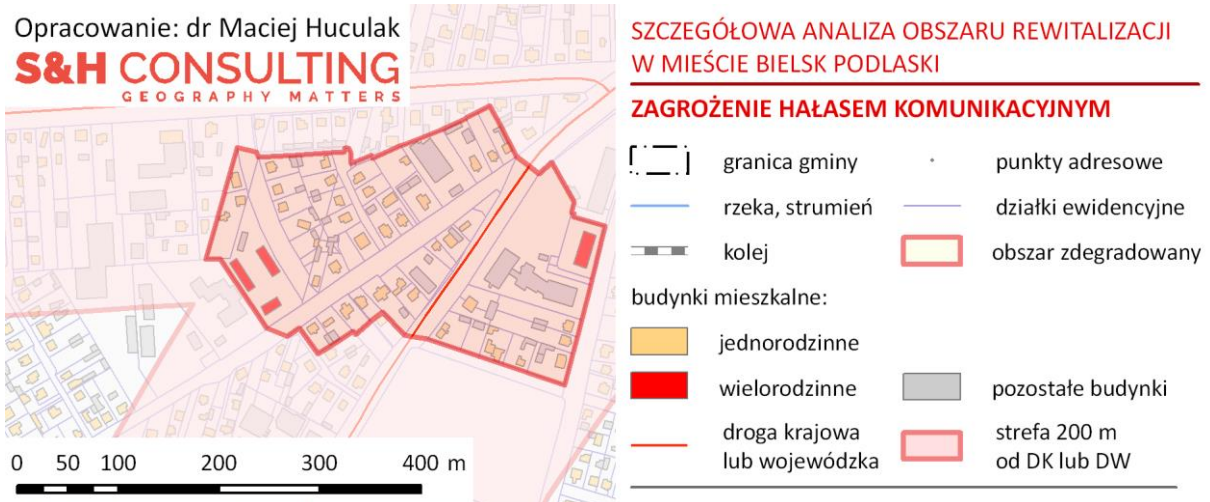 Opracowanie: dr Maciej Huculak
S&H CONSULTING
GEOGRAPHY MATTERS
0 50 100 200 300 400 m
SZCZEGÓŁOWA ANALIZA OBSZARU REWITALIZACJI
W MIEŚCIE BIELSK PODLASKI
ZAGROŻENIE HAŁASEM KOMUNIKACYJNYM
granica gminy
punkty adresowe
rzeka, strumień
działki ewidencyjne
kolej
obszar zdegradowany
budynki mieszkalne:
jednorodzinne
wielorodzinne
pozostałe budynki
droga krajowa
lub wojewódzka
strefa 200 m
od DK lub DW